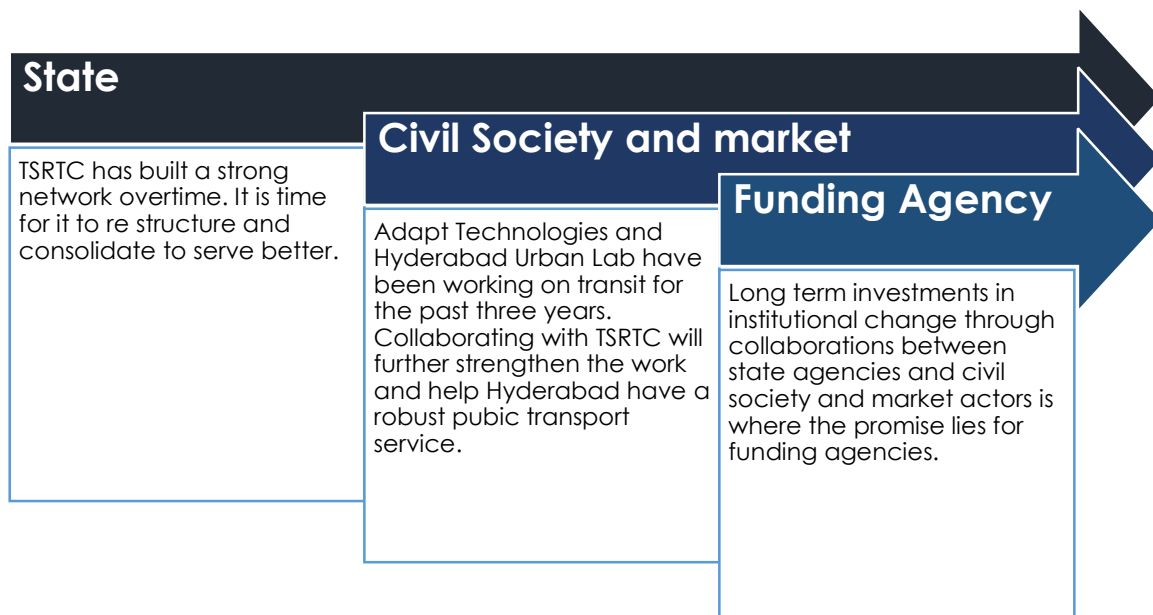 State
TSRTC has built a strong
network overtime. It is time
for it to re structure and
consolidate to serve better.
Civil Society and market
Adapt Technologies and
Hyderabad Urban Lab have
been working on transit for
the past three years.
Collaborating with TSRTC will
further strengthen the work
and help Hyderabad have a
robust pubic transport
service.
Funding Agency
Long term investments in
institutional change through
collaborations between
state agencies and civil
society and market actors is
where the promise lies for
funding agencies.